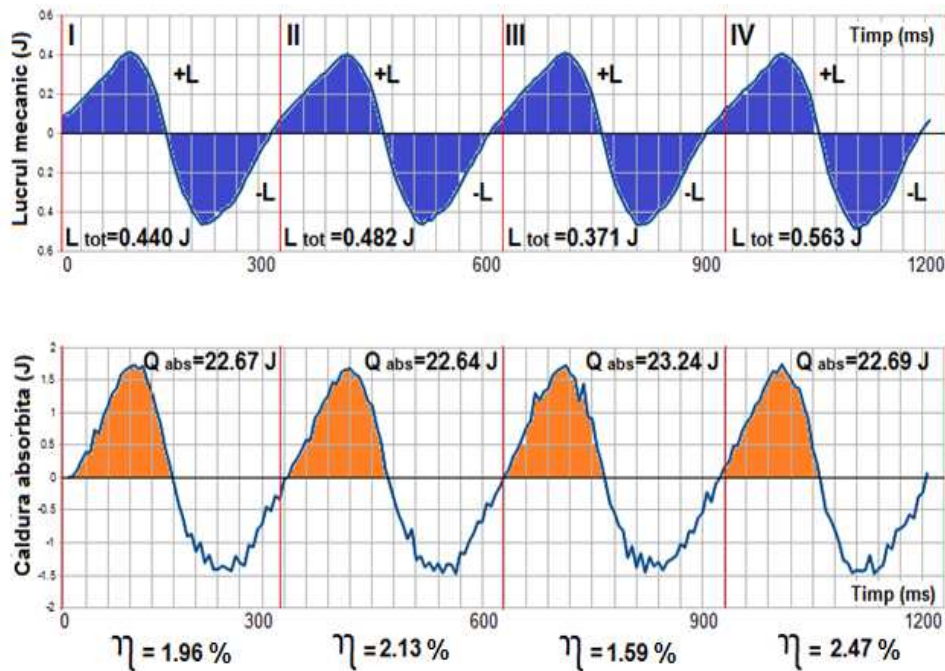 Lucrul mecanic (J)
0.6
0.4
0.2
0
0.2
0.4
0.6
I
II
III
IV
Timp (ms)
+L
+L
+L
+L
-L
-L
-L
-L
L tot=0.440 J
L tot=0.482 J
L tot=0.371 J
L tot=0.563 J
0
300
600
900
1200
Caldura absorbita (J)
2
1.5
1
0.5
0
-0.5
-1
-1.5
-2
Q abs=22.67 J
Q abs=22.64 J
Q abs=23.24 J
Q abs=22.69 J
Timp (ms)
0
300
600
900
1200
η = 1.96 %
η = 2.13 %
η = 1.59 %
η = 2.47 %